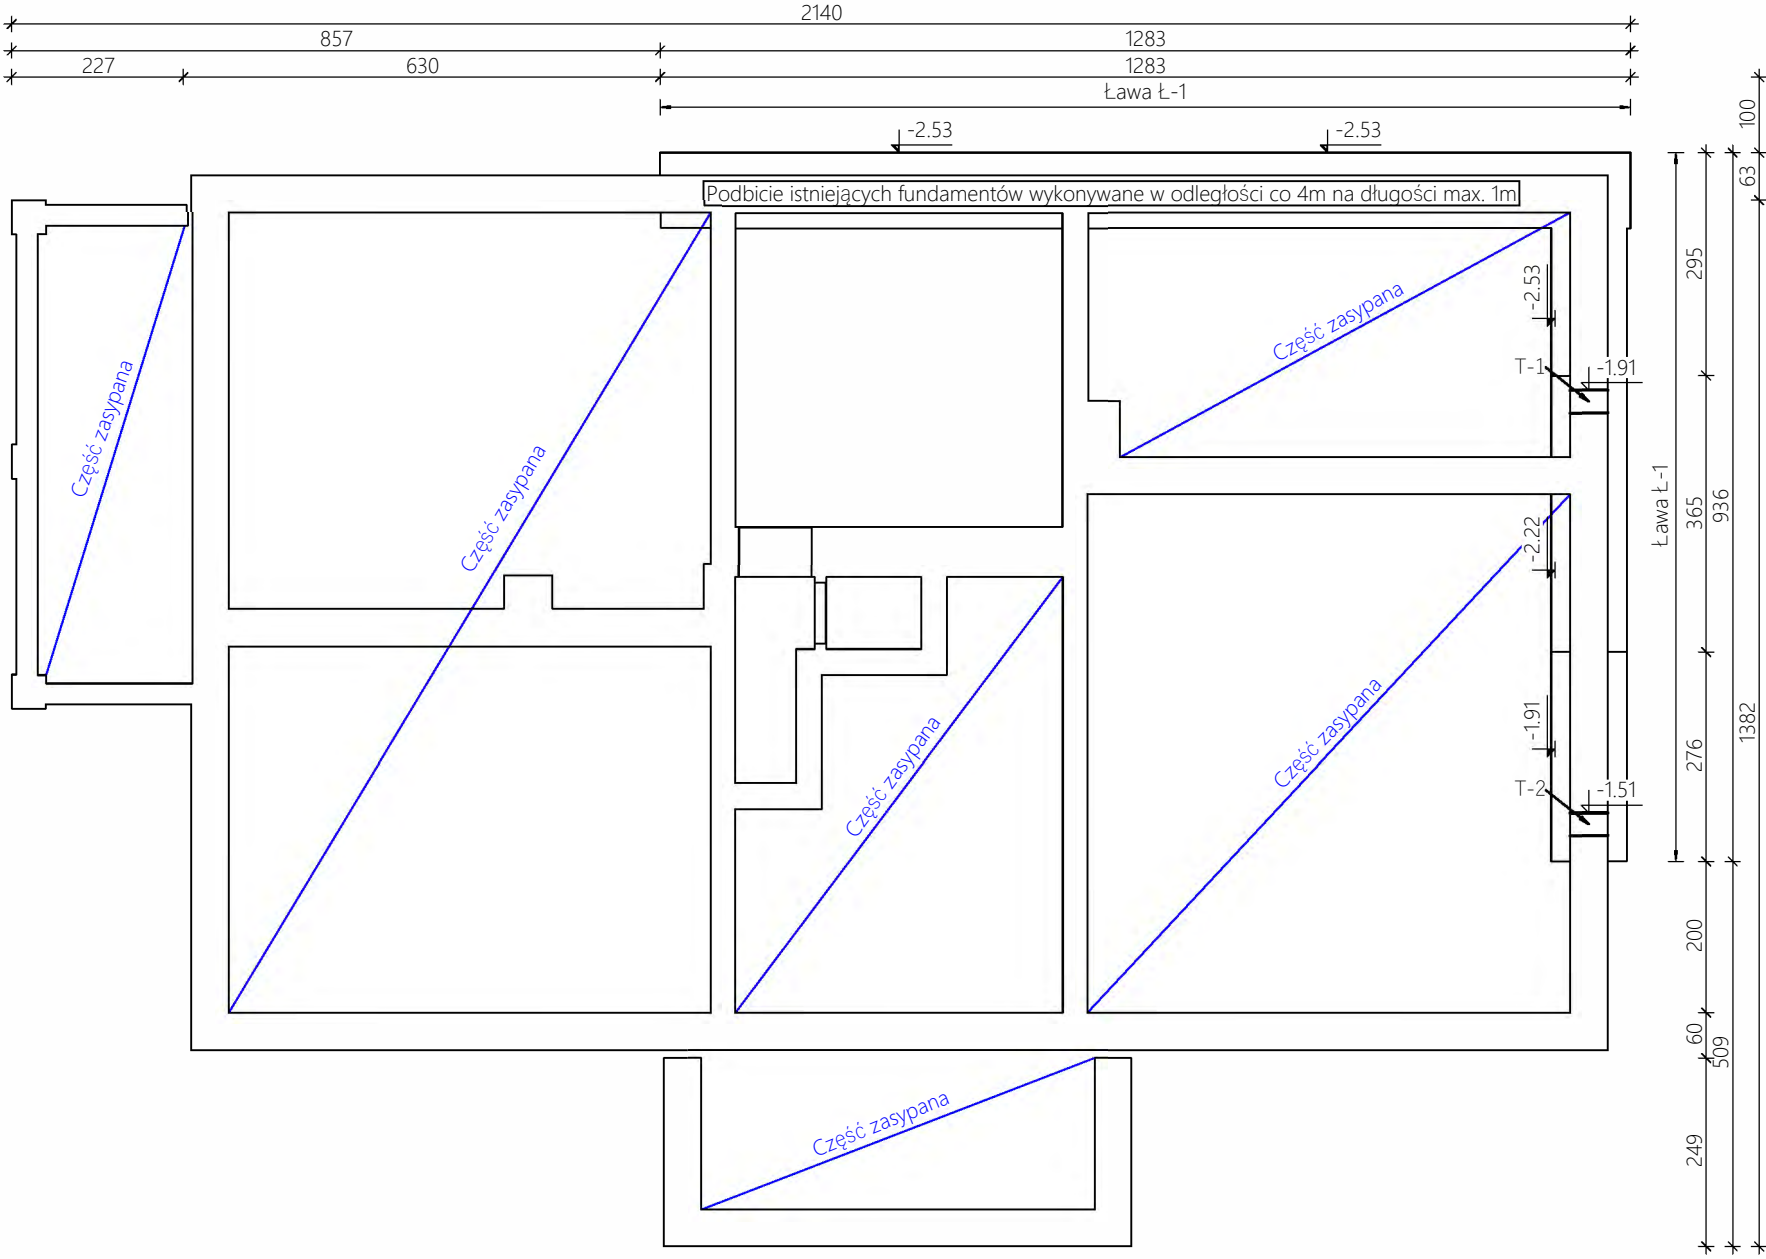 2140
857
1283
227
630
1283
Ława Ł-1
100
-2.53
-2.53
63
Podbicie istniejących fundamentów wykonywane w odległości co 4m na długości max. 1m
295
-2.53
Część zasypana
T-1
-1.91
Część zasypana
Część zasypana
Ława Ł-1
365
936
-2.22
Część zasypana
Część zasypana
-1.91
276
1382
T-2
-1.51
200
60
509
Część zasypana
249